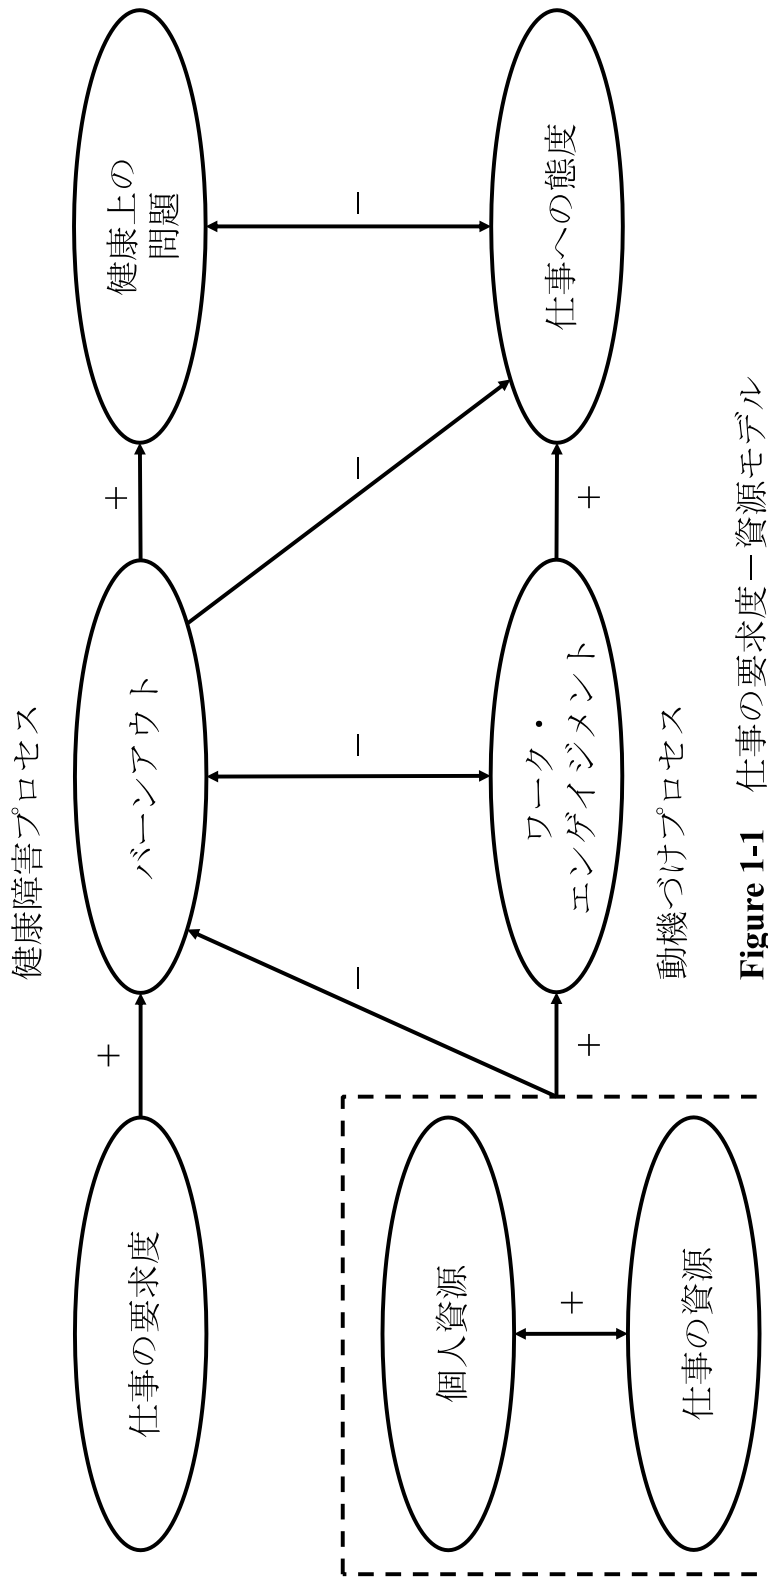 健康障害プロセス
仕事の要求度
＋
バーンアウト
＋
健康上の
問題
－
－
－
－
個人資源
＋
仕事の資源
＋
ワーク・
エンゲイジメント
＋
仕事への態度
動機づけプロセス
Figure 1-1 仕事の要求度－資源モデル